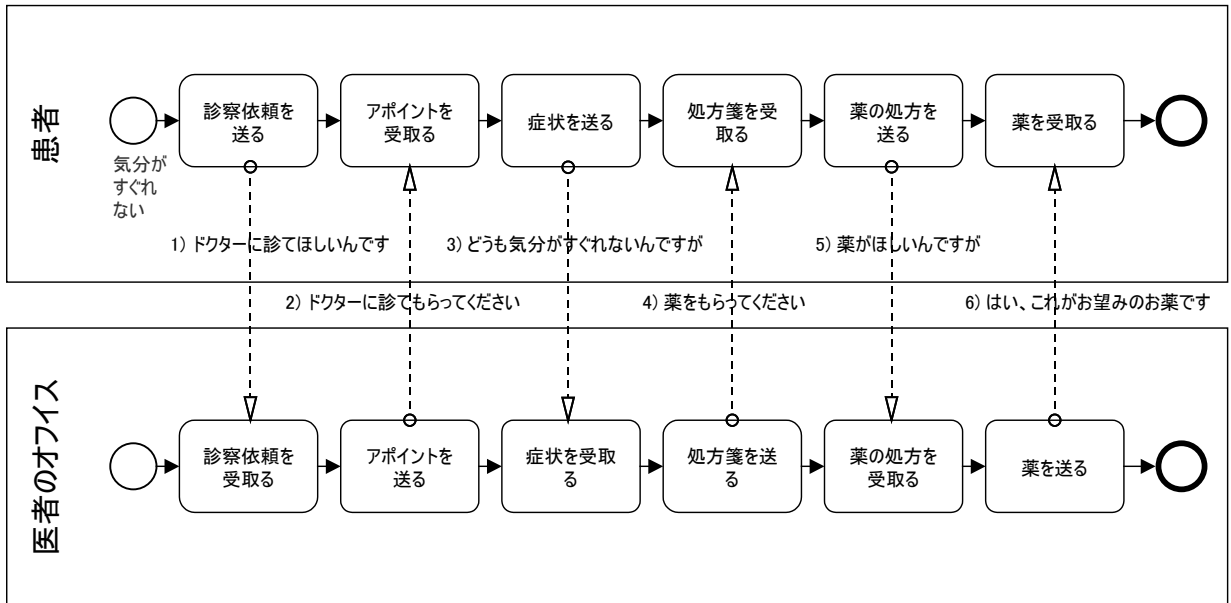 患者
診察依頼を
送る
アポイントを
受取る
症状を送る
処方箋を受
取る
薬の処方を
送る
薬を受取る
気分が
すぐれ
ない
1) ドクターに診てほしいんです
3) どうも気分がすぐれないんですが
5) 薬がほしいんですが
2) ドクターに診てもらってください
4) 薬をもらってください
6) はい、これがお望みのお薬です
医者のオフイス
診察依頼を
受取る
アポイントを
送る
症状を受取
る
処方箋を送
る
薬の処方を
受取る
薬を送る